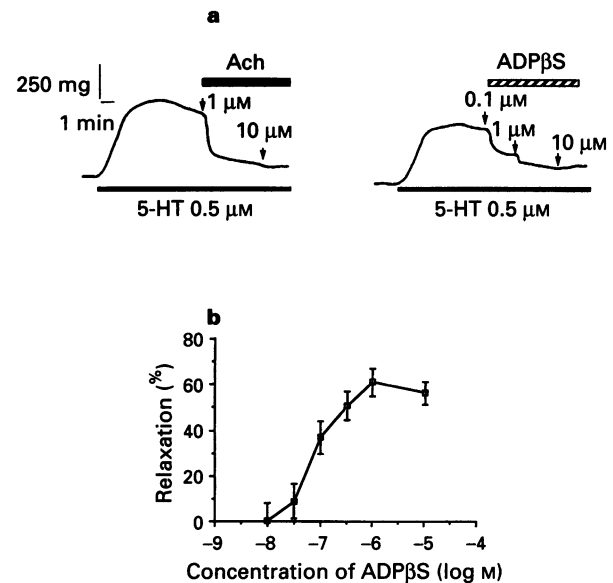 a
Ach
250 mg
1 min
1 µM
10 µM
5-HT 0.5 µM
ADPβS
0.1 µM
1 µM
10 µM
5-HT 0.5 µM
b
80
60
40
20
0
Relaxation (%)
-9 -8 -7 -6 -5 -4
Concentration of ADPβS (log M)